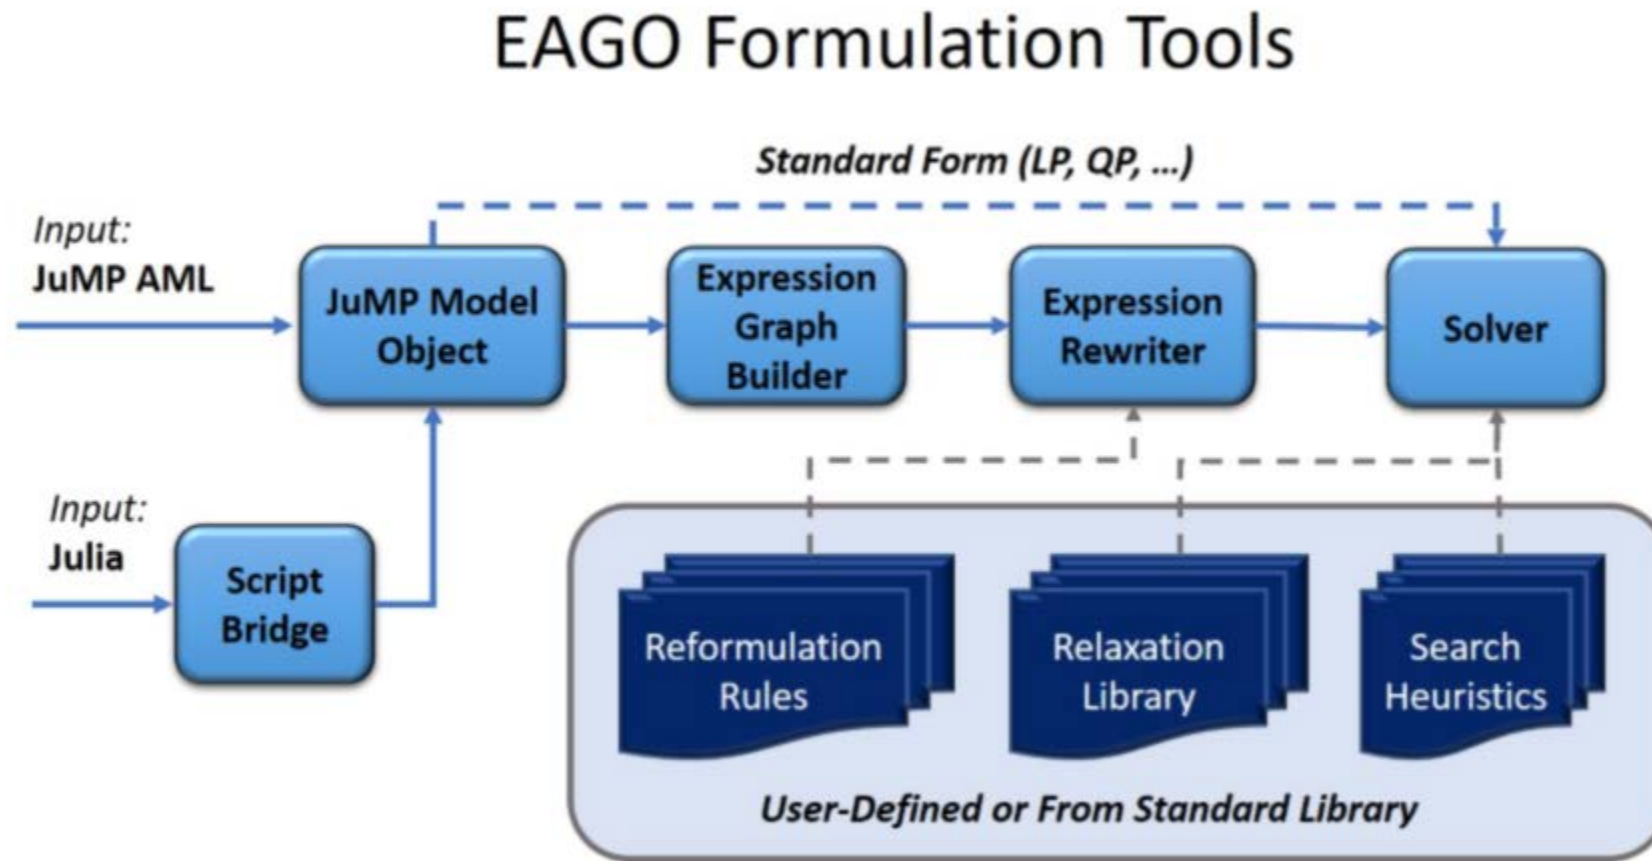 EAGO Formulation Tools
Standard Form (LP, QP, ...)
Input:
JuMP AML
JuMP Model
Object
Expression
Graph
Builder
Expression
Rewriter
Solver
Input:
Julia
Script
Bridge
Reformulation
Rules
Relaxation
Library
Search
Heuristics
User-Defined or From Standard Library